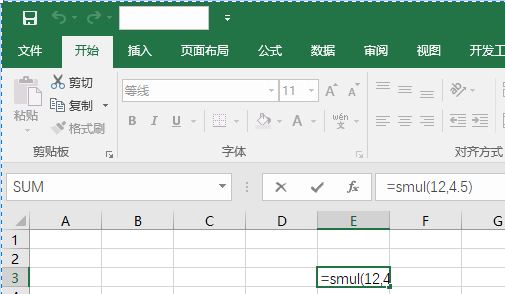 文件 开始 插入 页面布局 公式 数据 审阅 视图 开发工
剪切
复制
格式刷
粘贴
等线 11 A A
B I U A wén 文
剪贴板 字体 对齐方式
SUM fx =smul(12,4.5)
A B C D E F G
1
2
3 =smul(12,4